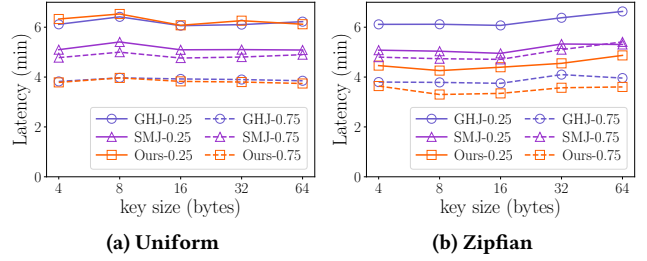 8
6
4
2
0
Latency (min)
GHJ-0.25
SMJ-0.25
Ours-0.25
GHJ-0.75
SMJ-0.75
Ours-0.75
4 8 16 32 64
key size (bytes)
(a) Uniform
6
4
2
0
Latency (min)
GHJ-0.25
SMJ-0.25
Ours-0.25
GHJ-0.75
SMJ-0.75
Ours-0.75
4 8 16 32 64
key size (bytes)
(b) Zipfian